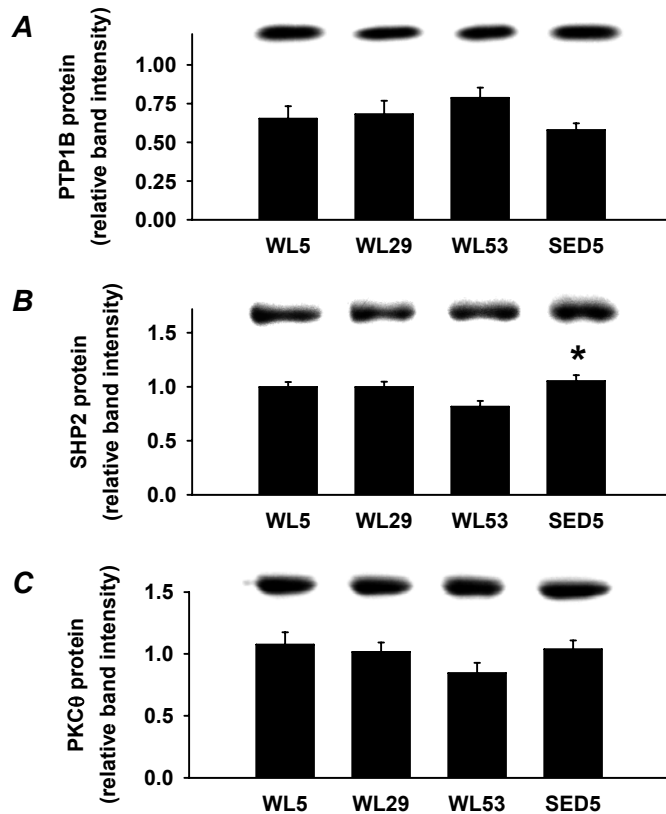 A
PTP1B protein
(relative band intensity)
1.00
0.75
0.50
0.25
0.00
WL5 WL29 WL53 SED5
B
SHP2 protein
(relative band intensity)
1.5
1.0
0.5
0.0
*
WL5 WL29 WL53 SED5
C
PKCθ protein
(relative band intensity)
1.5
1.0
0.5
0.0
WL5 WL29 WL53 SED5